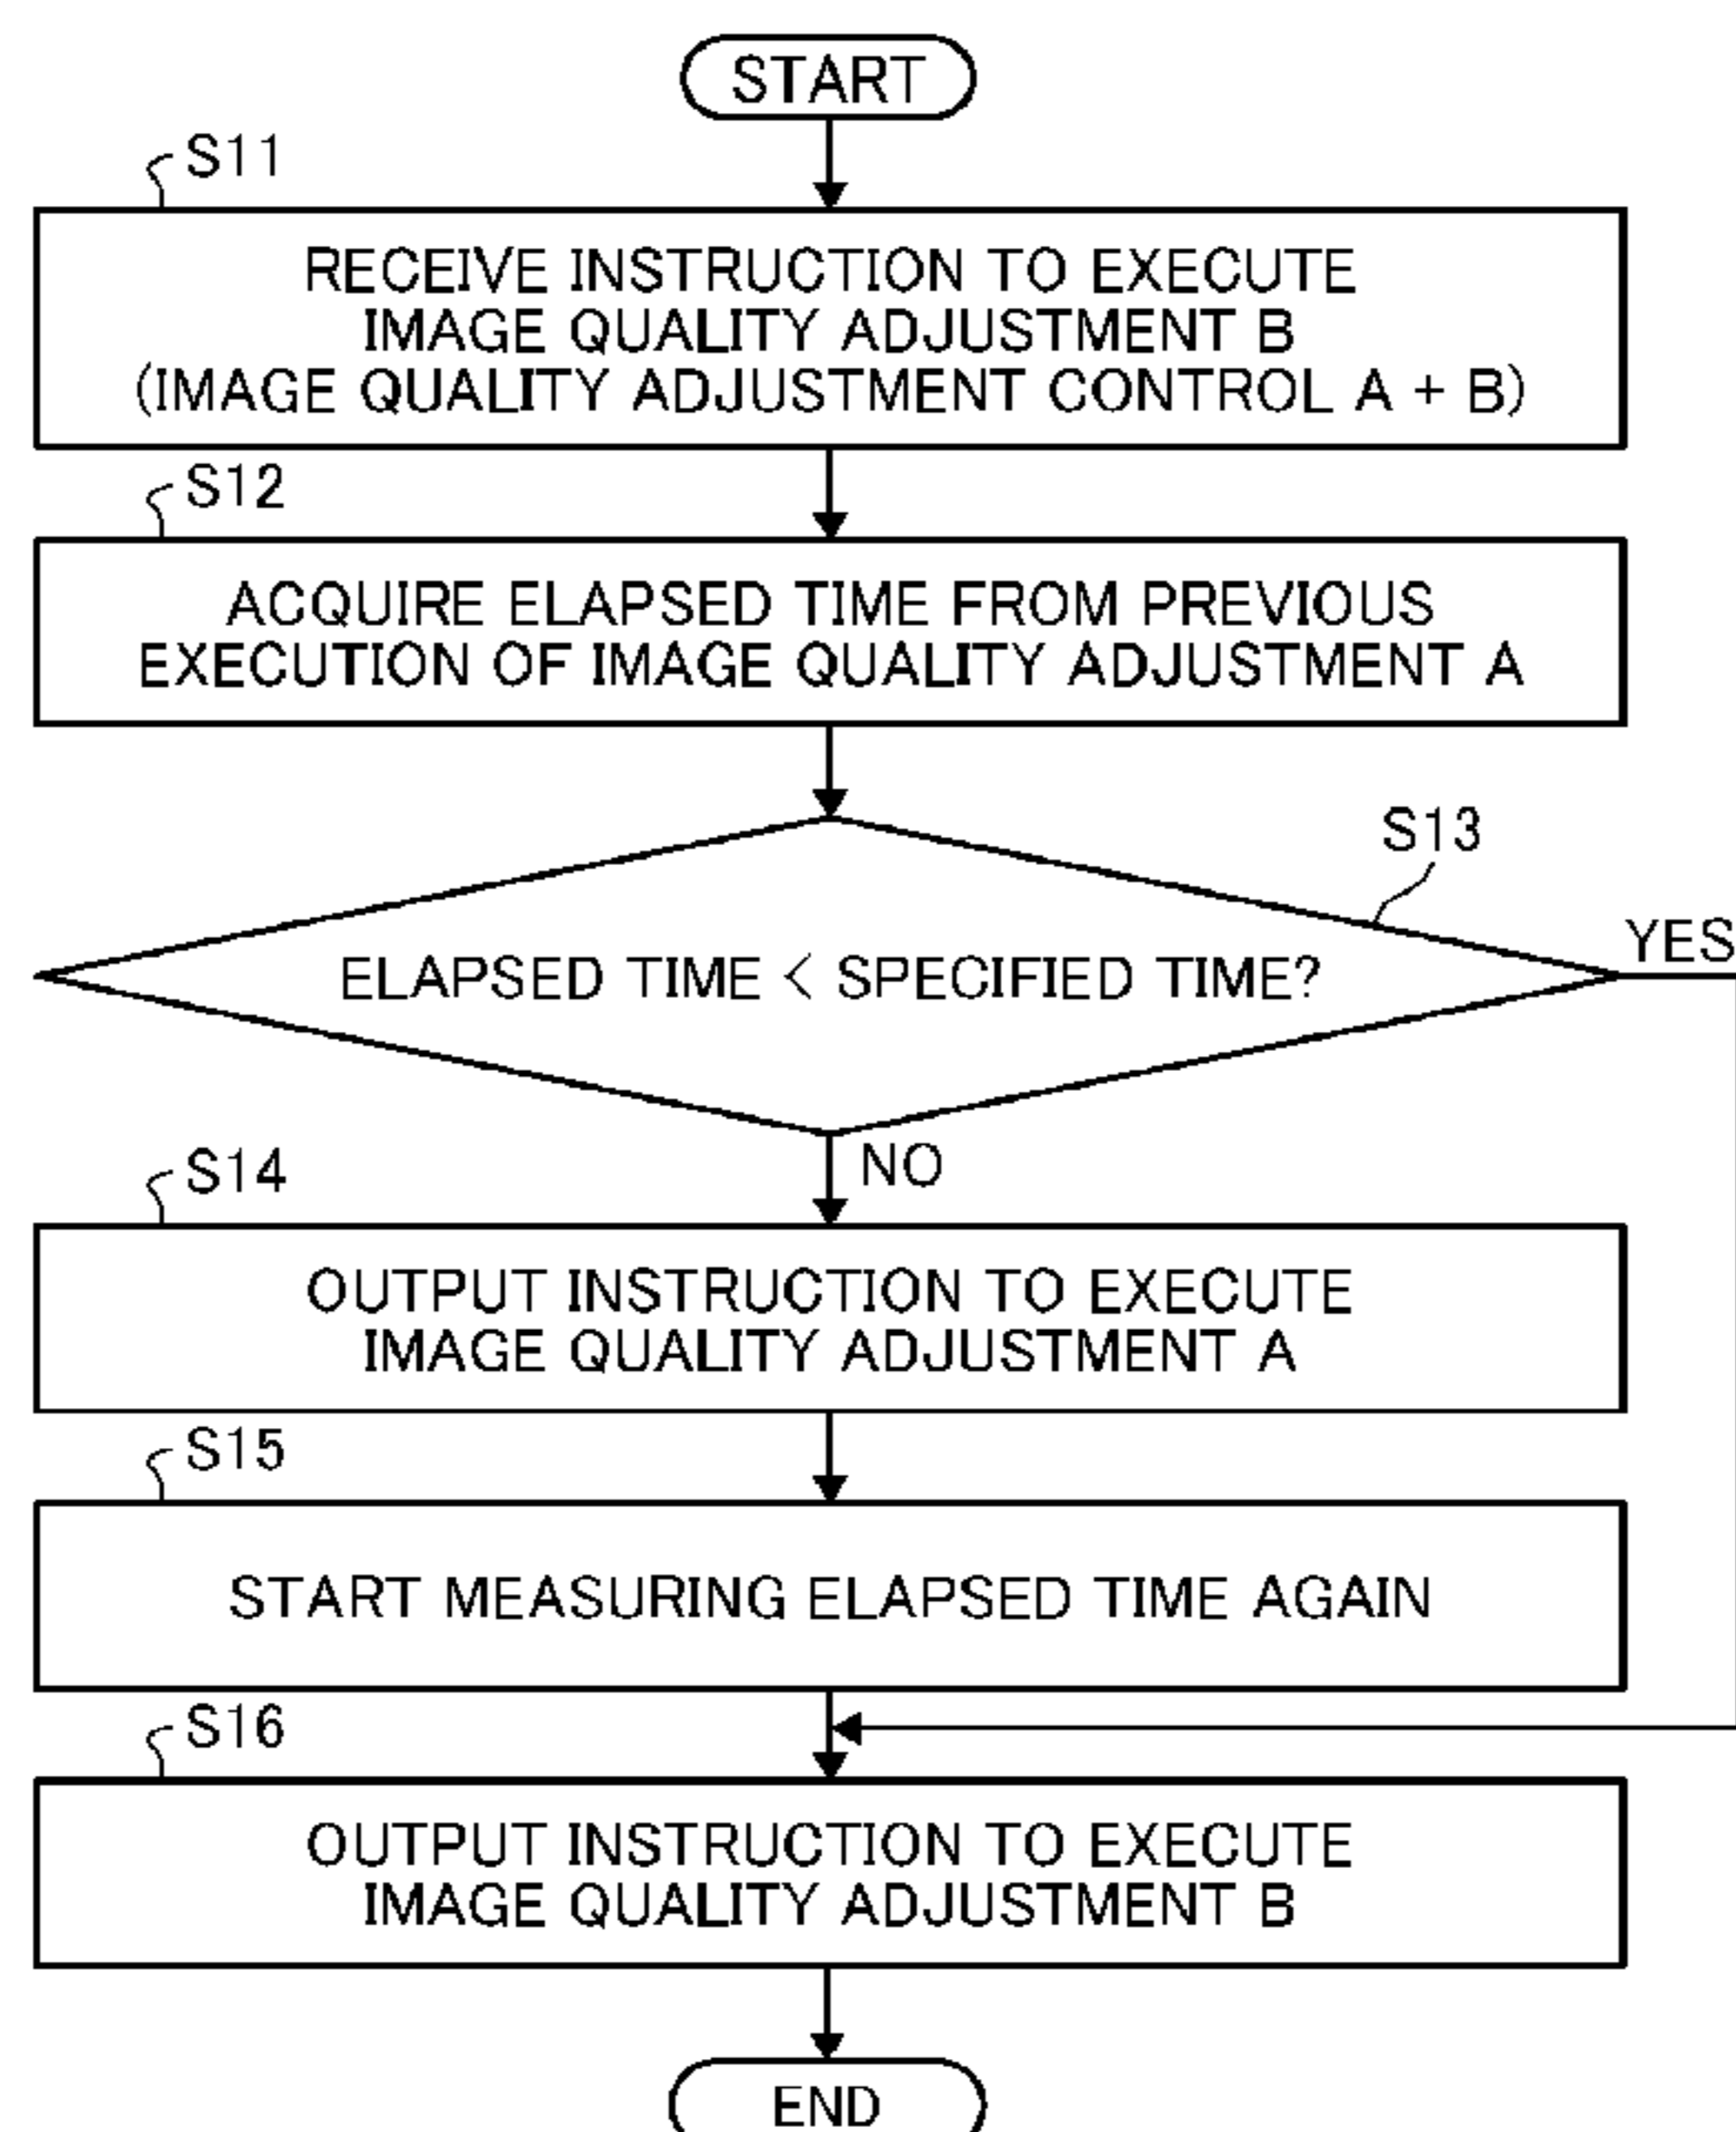 START
S11
RECEIVE INSTRUCTION TO EXECUTE
IMAGE QUALITY ADJUSTMENT B
(IMAGE QUALITY ADJUSTMENT CONTROL A + B)
S12
ACQUIRE ELAPSED TIME FROM PREVIOUS
EXECUTION OF IMAGE QUALITY ADJUSTMENT A
S13
YES
ELAPSED TIME < SPECIFIED TIME?
NO
S14
OUTPUT INSTRUCTION TO EXECUTE
IMAGE QUALITY ADJUSTMENT A
S15
START MEASURING ELAPSED TIME AGAIN
S16
OUTPUT INSTRUCTION TO EXECUTE
IMAGE QUALITY ADJUSTMENT B
END